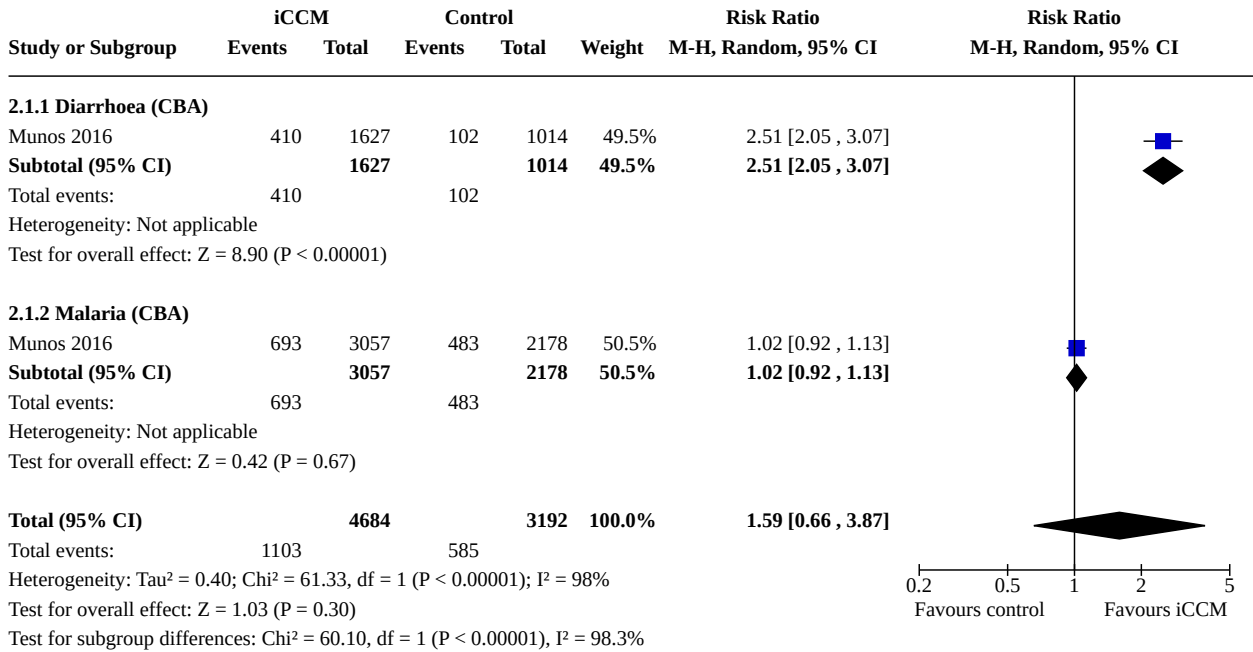 iCCM Control Risk Ratio Risk Ratio
Study or Subgroup Events Total Events Total Weight M-H, Random, 95% CI M-H, Random, 95% CI
2.1.1 Diarrhoea (CBA)
Munos 2016 410 1627 102 1014 49.5% 2.51 [2.05 , 3.07]
Subtotal (95% CI) 1627 1014 49.5% 2.51 [2.05 , 3.07]
Total events: 410 102
Heterogeneity: Not applicable
Test for overall effect: Z = 8.90 (P < 0.00001)
2.1.2 Malaria (CBA)
Munos 2016 693 3057 483 2178 50.5% 1.02 [0.92 , 1.13]
Subtotal (95% CI) 3057 2178 50.5% 1.02 [0.92 , 1.13]
Total events: 693 483
Heterogeneity: Not applicable
Test for overall effect: Z = 0.42 (P = 0.67)
Total (95% CI) 4684 3192 100.0% 1.59 [0.66 , 3.87]
Total events: 1103 585
Heterogeneity: Tau² = 0.40; Chi² = 61.33, df = 1 (P < 0.00001); I² = 98%
Test for overall effect: Z = 1.03 (P = 0.30)
Test for subgroup differences: Chi² = 60.10, df = 1 (P < 0.00001), I² = 98.3%
0.2 0.5 1 2 5
Favours control Favours iCCM